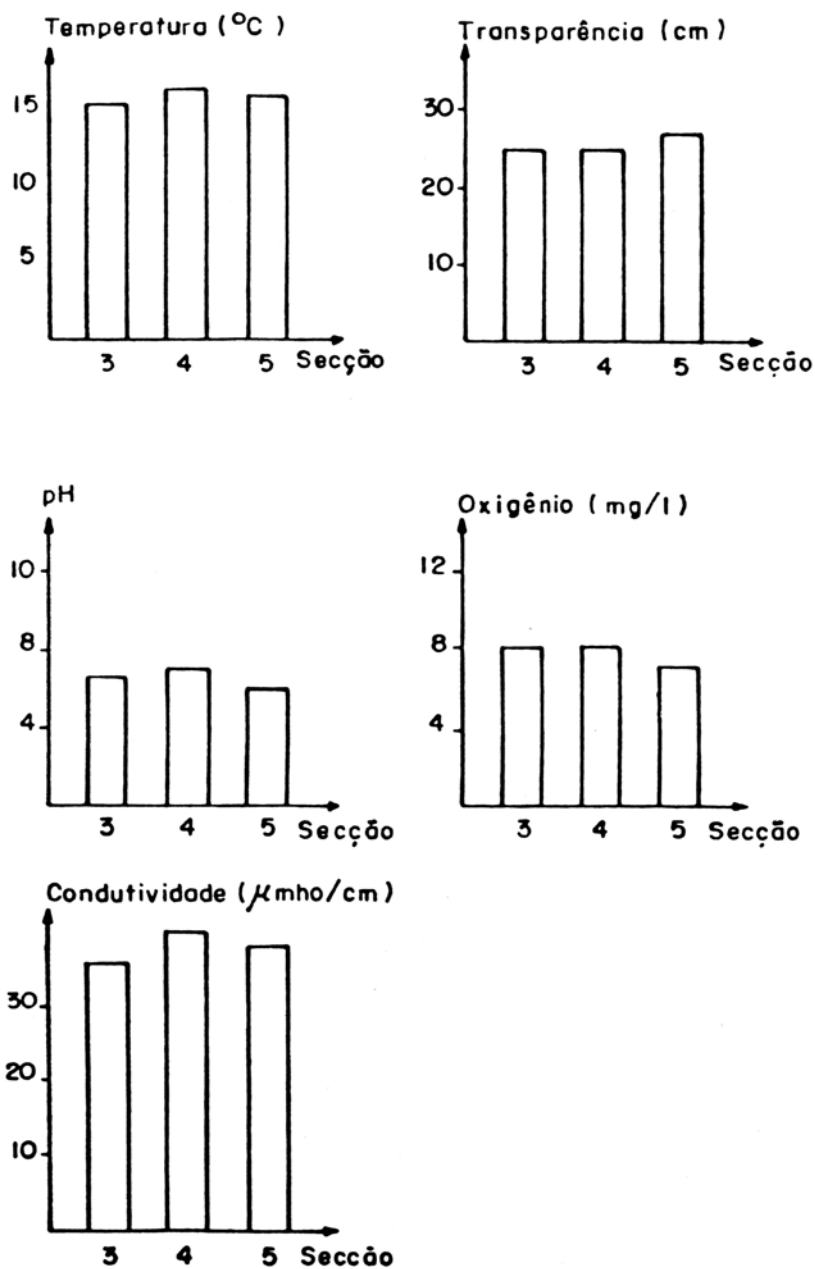 Temperatura (°C)
15
10
5
3 4 5 Secção
Transparência (cm)
30
20
10
3 4 5 Secção
pH
10
8
4
3 4 5 Secção
Oxigênio (mg/l)
12
8
4
3 4 5 Secção
Condutividade (μmho/cm)
30
20
10
3 4 5 Seccão